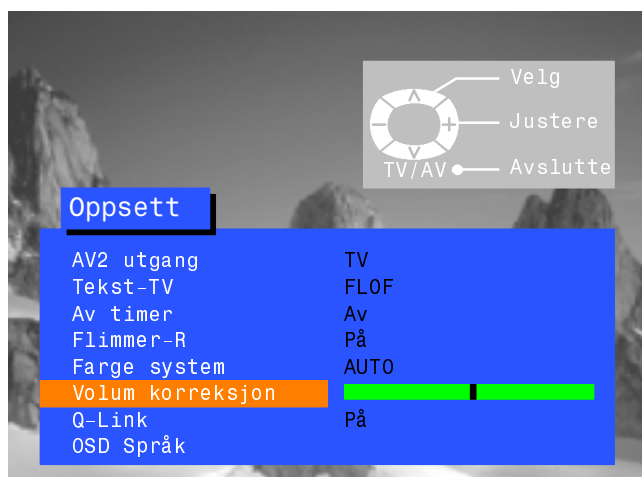 Velg
Justere
TV/AV Avslutte
Oppsett
AV2 utgang TV
Tekst-TV FLOF
Av timer Av
Flimmer-R På
Farge system AUTO
Volum korreksjon
Q-Link På
OSD Språk